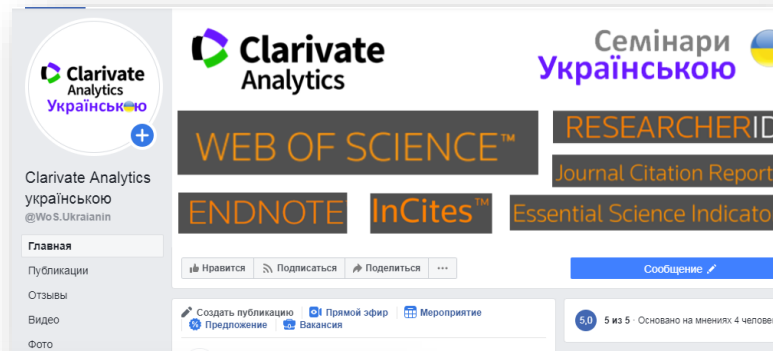 Clarivate
Analytics
Українською
Clarivate
Analytics
Семінари
Українською
WEB OF SCIENCE™
RESEARCHERID
Journal Citation Report
ENDNOTE
InCites™
Essential Science Indicato
Clarivate Analytics
українською
@WoS.Ukraianin
Главная
Публикации
Отзывы
Видео
Фото
Нравится Подписаться Поделиться ...
Сообщение
Создать публикацию Прямой эфир Мероприятие
Предложение Вакансия
5,0 5 из 5 · Основано на мнениях 4 человек